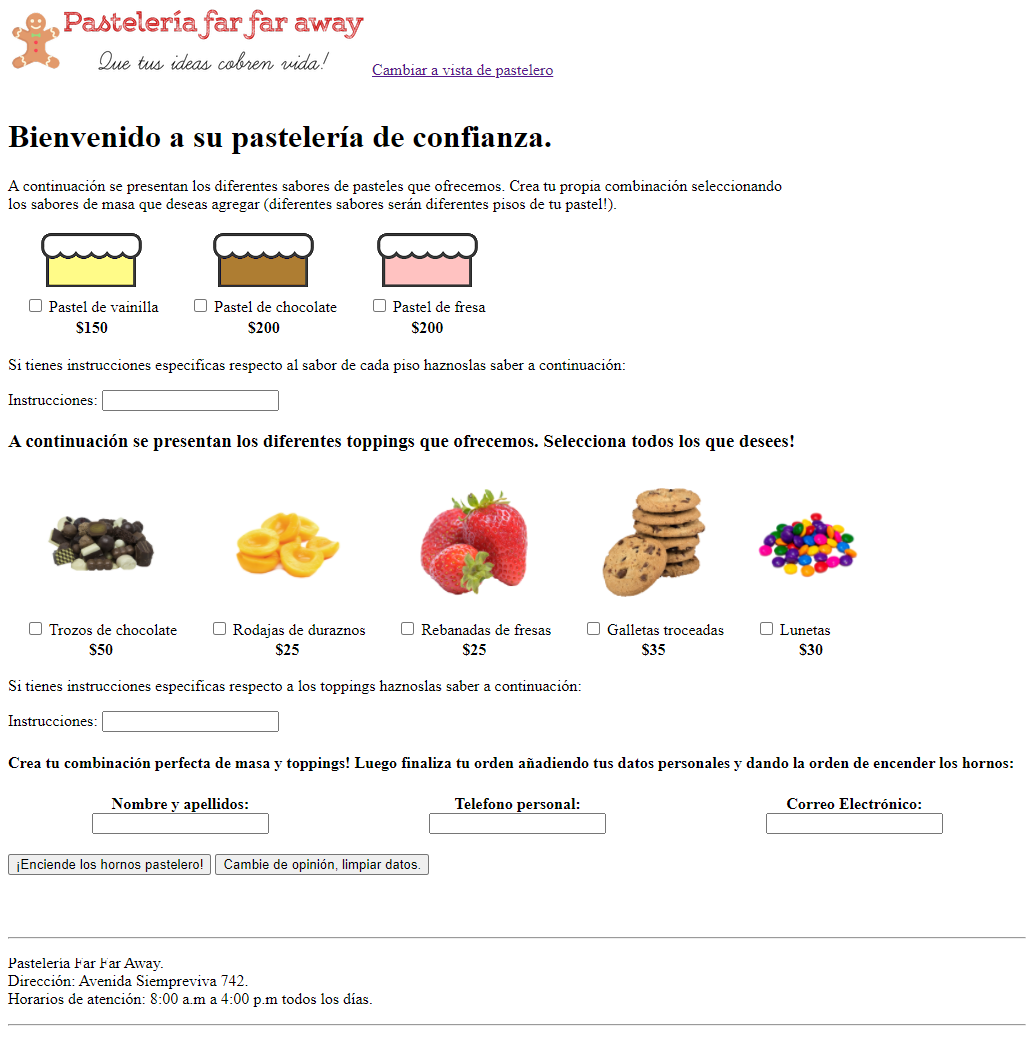 Pastelería far far away
Que tus ideas cobren vida!
Cambiar a vista de pastelero
Bienvenido a su pastelería de confianza.
A continuación se presentan los diferentes sabores de pasteles que ofrecemos. Crea tu propia combinación seleccionando
los sabores de masa que deseas agregar (diferentes sabores serán diferentes pisos de tu pastel!).
Pastel de vainilla Pastel de chocolate Pastel de fresa
$150 $200 $200
Si tienes instrucciones especificas respecto al sabor de cada piso haznoslas saber a continuación:
Instrucciones:
A continuación se presentan los diferentes toppings que ofrecemos. Selecciona todos los que desees!
Trozos de chocolate Rodajas de duraznos Rebanadas de fresas Galletas troceadas Lunetas
$50 $25 $25 $35 $30
Si tienes instrucciones especificas respecto a los toppings haznoslas saber a continuación:
Instrucciones:
Crea tu combinación perfecta de masa y toppings! Luego finaliza tu orden añadiendo tus datos personales y dando la orden de encender los hornos:
Nombre y apellidos: Telefono personal: Correo Electrónico:
¡Enciende los hornos pastelero! Cambie de opinión, limpiar datos.
Pasteleria Far Far Away.
Dirección: Avenida Siempreviva 742.
Horarios de atención: 8:00 a.m a 4:00 p.m todos los días.